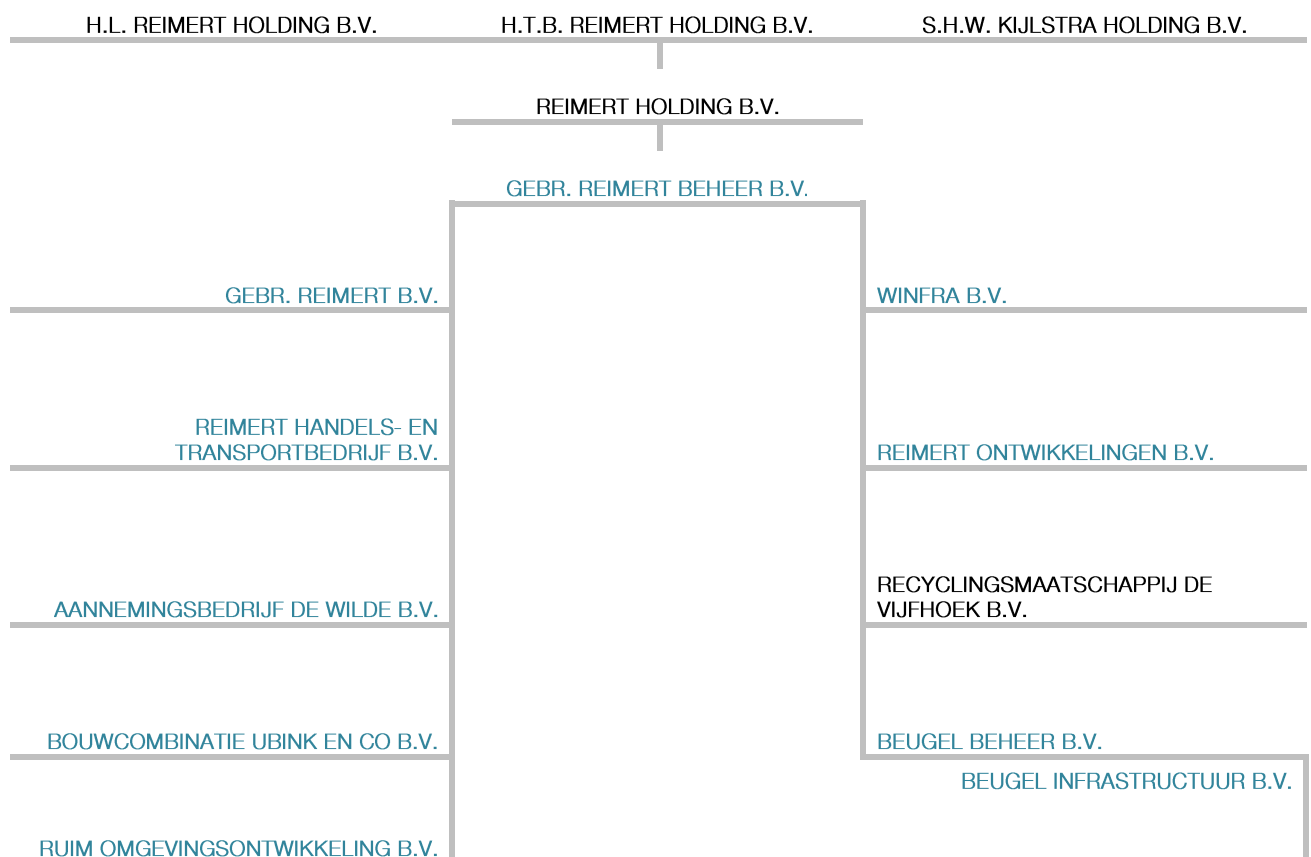 H.L. REIMERT HOLDING B.V.
H.T.B. REIMERT HOLDING B.V.
S.H.W. KIJLSTRA HOLDING B.V.
REIMERT HOLDING B.V.
GEBR. REIMERT BEHEER B.V.
GEBR. REIMERT B.V.
WINFRA B.V.
REIMERT HANDELS- EN
TRANSPORTBEDRIJF B.V.
REIMERT ONTWIKKELINGEN B.V.
AANNEMINGSBEDRIJF DE WILDE B.V.
RECYCLINGSMAATSCHAPPIJ DE
VIJFHOEK B.V.
BOUWCOMBINATIE UBINK EN CO B.V.
BEUGEL BEHEER B.V.
BEUGEL INFRASTRUCTUUR B.V.
RUIM OMGEVINGSONTWIKKELING B.V.